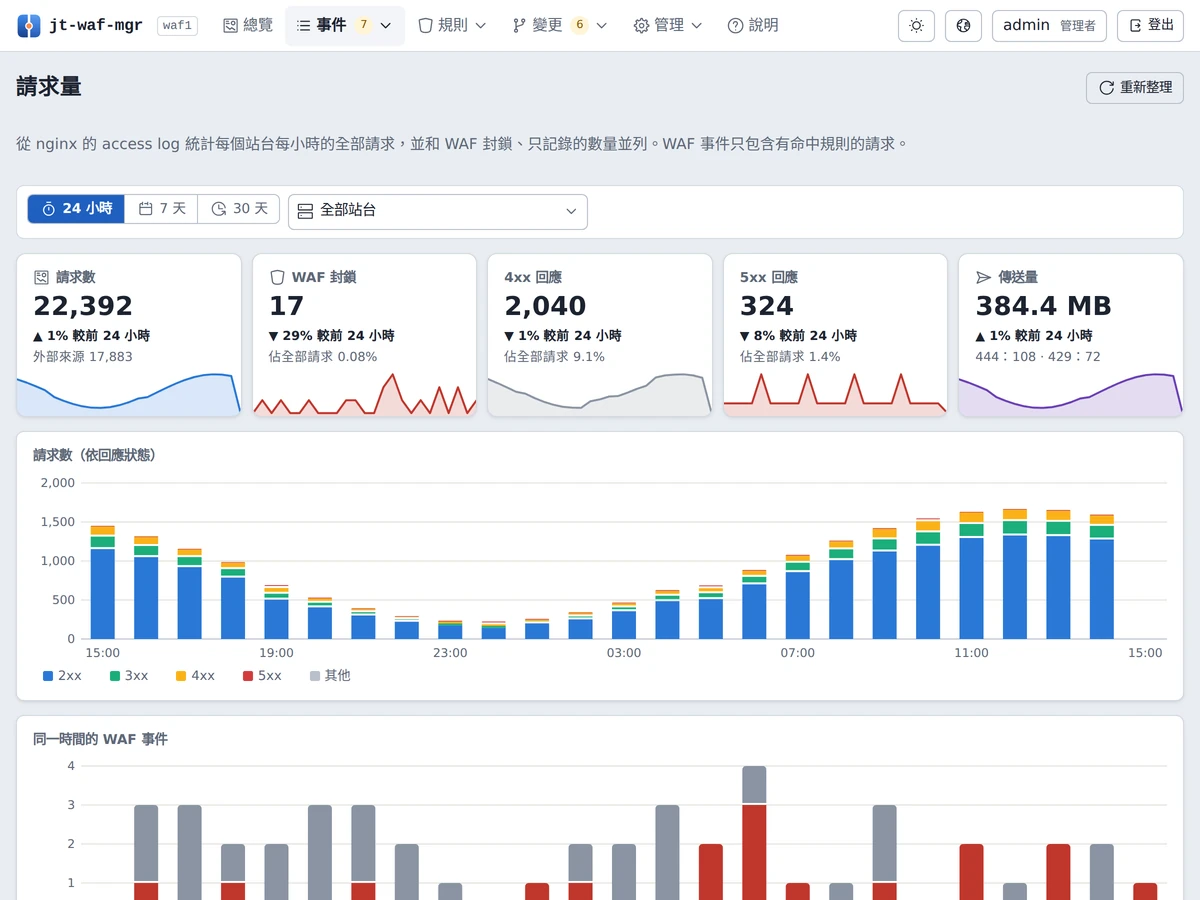 jt-waf-mgr waf1 總覽 事件 7 規則 變更 6 管理 說明 admin 管理者 登出
請求量
重新整理
從 nginx 的 access log 統計每個站台每小時的全部請求，並和 WAF 封鎖、只記錄的數量並列。WAF 事件只包含有命中規則的請求。
24 小時 7 天 30 天 全部站台
請求數
22,392
▲ 1% 較前 24 小時
外部來源 17,883
WAF 封鎖
17
▼ 29% 較前 24 小時
佔全部請求 0.08%
4xx 回應
2,040
▼ 1% 較前 24 小時
佔全部請求 9.1%
5xx 回應
324
▼ 8% 較前 24 小時
佔全部請求 1.4%
傳送量
384.4 MB
▲ 1% 較前 24 小時
444：108 · 429：72
請求數（依回應狀態）
2,000
1,500
1,000
500
0
15:00 19:00 23:00 03:00 07:00 11:00 15:00
2xx 3xx 4xx 5xx 其他
同一時間的 WAF 事件
4
3
2
1